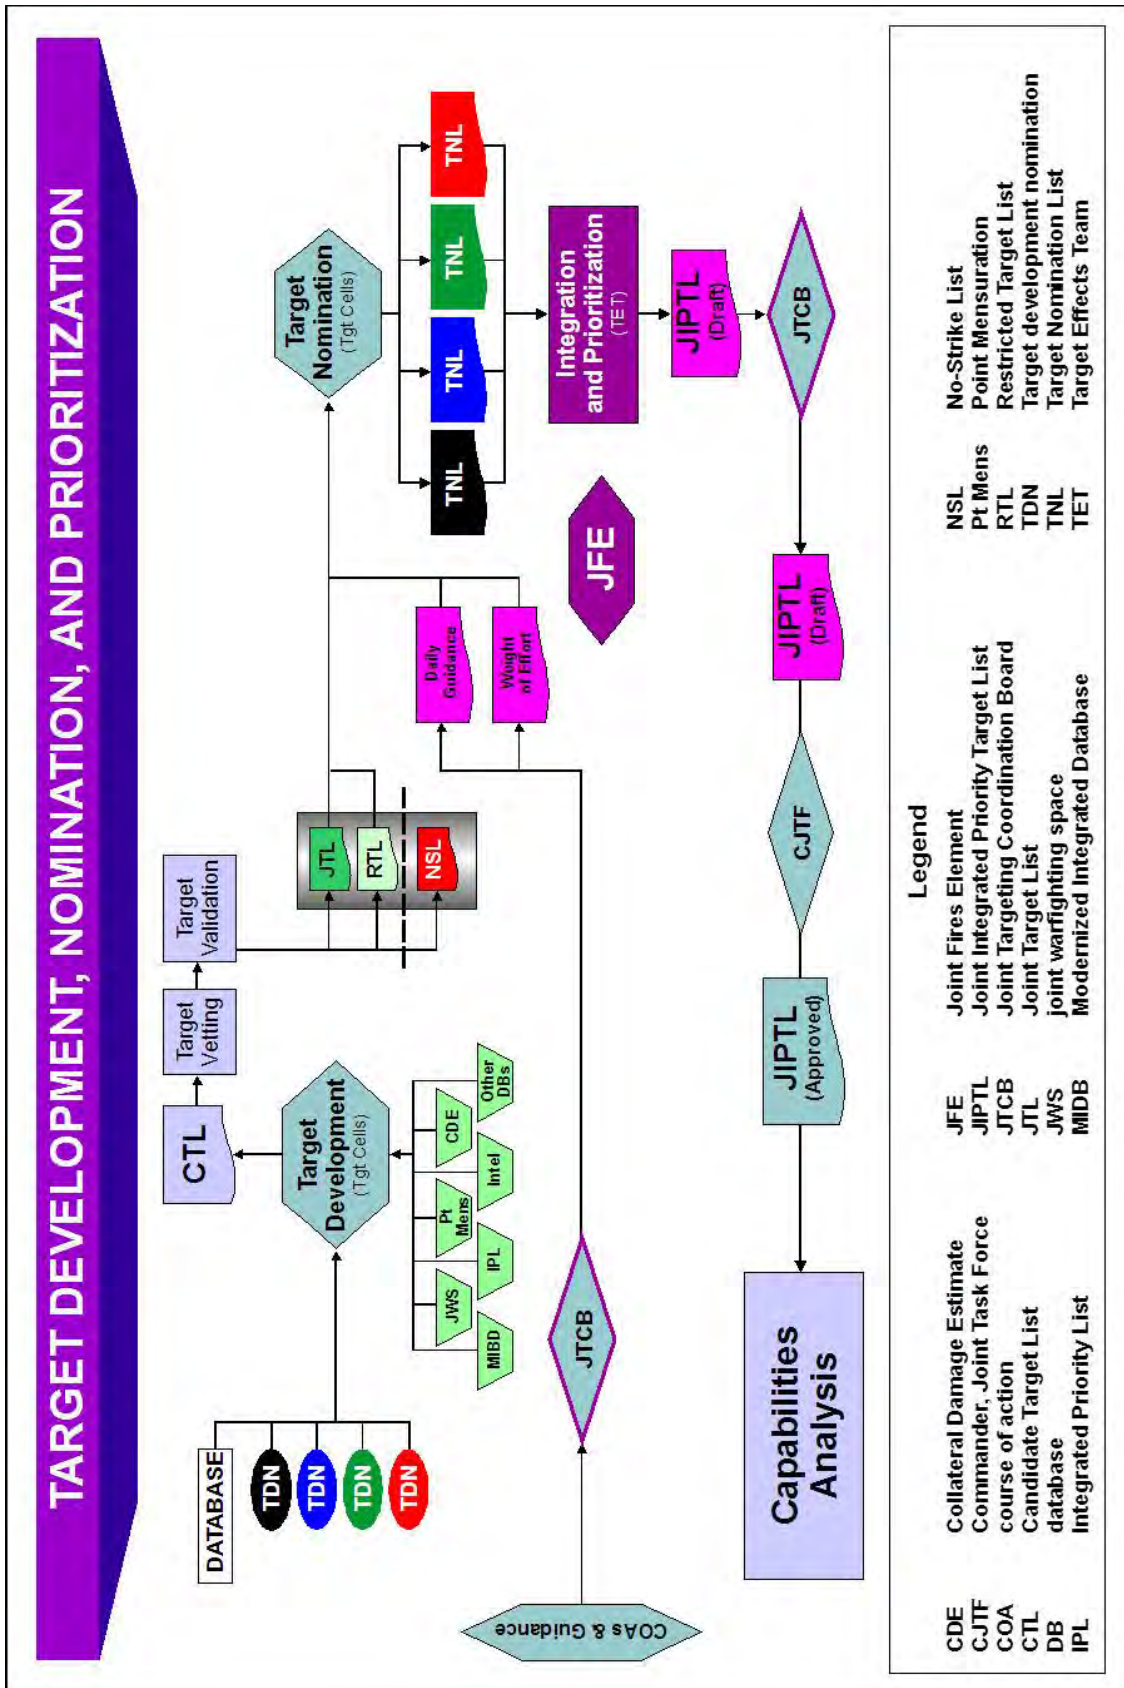 TARGET DEVELOPMENT, NOMINATION, AND PRIORITIZATION
DATABASE
TDN
TDN
TDN
TDN
Target
Development
(Tgt Cells)
MIBD
JWS
IPL
Pt
Mens
Intel
CDE
Other
DBs
CTL
Target
Vetting
Target
Validation
JTL
RTL
NSL
COAs & Guidance
JTCB
Daily
Guidance
Weight
of Effort
Target
Nomination
(Tgt Cells)
TNL
TNL
TNL
TNL
JFE
Integration
and Prioritization
(TET)
JIPTL
(Draft)
JTCB
JIPTL
(Draft)
CJTF
JIPTL
(Approved)
Capabilities
Analysis
Legend
CDE Collateral Damage Estimate
CJTF Commander, Joint Task Force
COA course of action
CTL Candidate Target List
DB database
IPL Integrated Priority List
JFE Joint Fires Element
JIPTL Joint Integrated Priority Target List
JTCB Joint Targeting Coordination Board
JTL Joint Target List
JWS joint warfighting space
MIDB Modernized Integrated Database
NSL No-Strike List
Pt Mens Point Mensuration
RTL Restricted Target List
TDN Target development nomination
TNL Target Nomination List
TET Target Effects Team